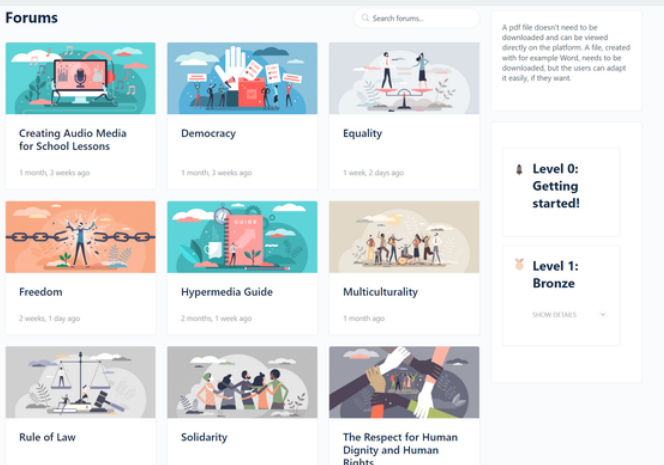 Forums
Search forums...
Creating Audio Media
for School Lessons
1 month, 3 weeks ago
Democracy
1 month, 3 weeks ago
Equality
1 week, 2 days ago
Freedom
2 weeks, 1 day ago
GUIDE
Hypermedia Guide
2 months, 1 week ago
Multiculturality
1 month ago
Rule of Law
Solidarity
The Respect for Human
Dignity and Human
Rights
A pdf file doesn't need to be
downloaded and can be viewed
directly on the platform. A file, created
with for example Word, needs to be
downloaded, but the users can adapt
it easily, if they want.
Level 0:
Getting
started!
Level 1:
Bronze
SHOW DETAILS